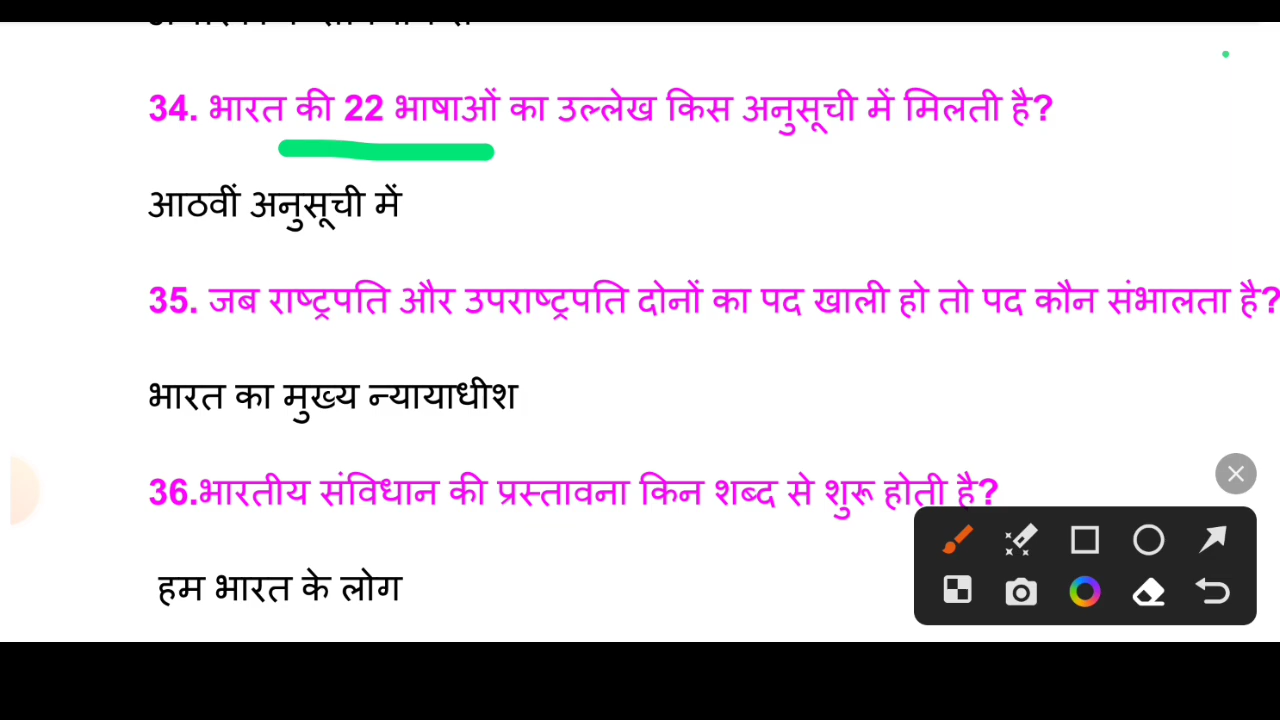 34. भारत की 22 भाषाओं का उल्लेख किस अनुसूची में मिलती है?
आठवीं अनुसूची में
35. जब राष्ट्रपति और उपराष्ट्रपति दोनों का पद खाली हो तो पद कौन संभालता है?
भारत का मुख्य न्यायाधीश
36.भारतीय संविधान की प्रस्तावना किन शब्द से शुरू होती है?
हम भारत के लोग